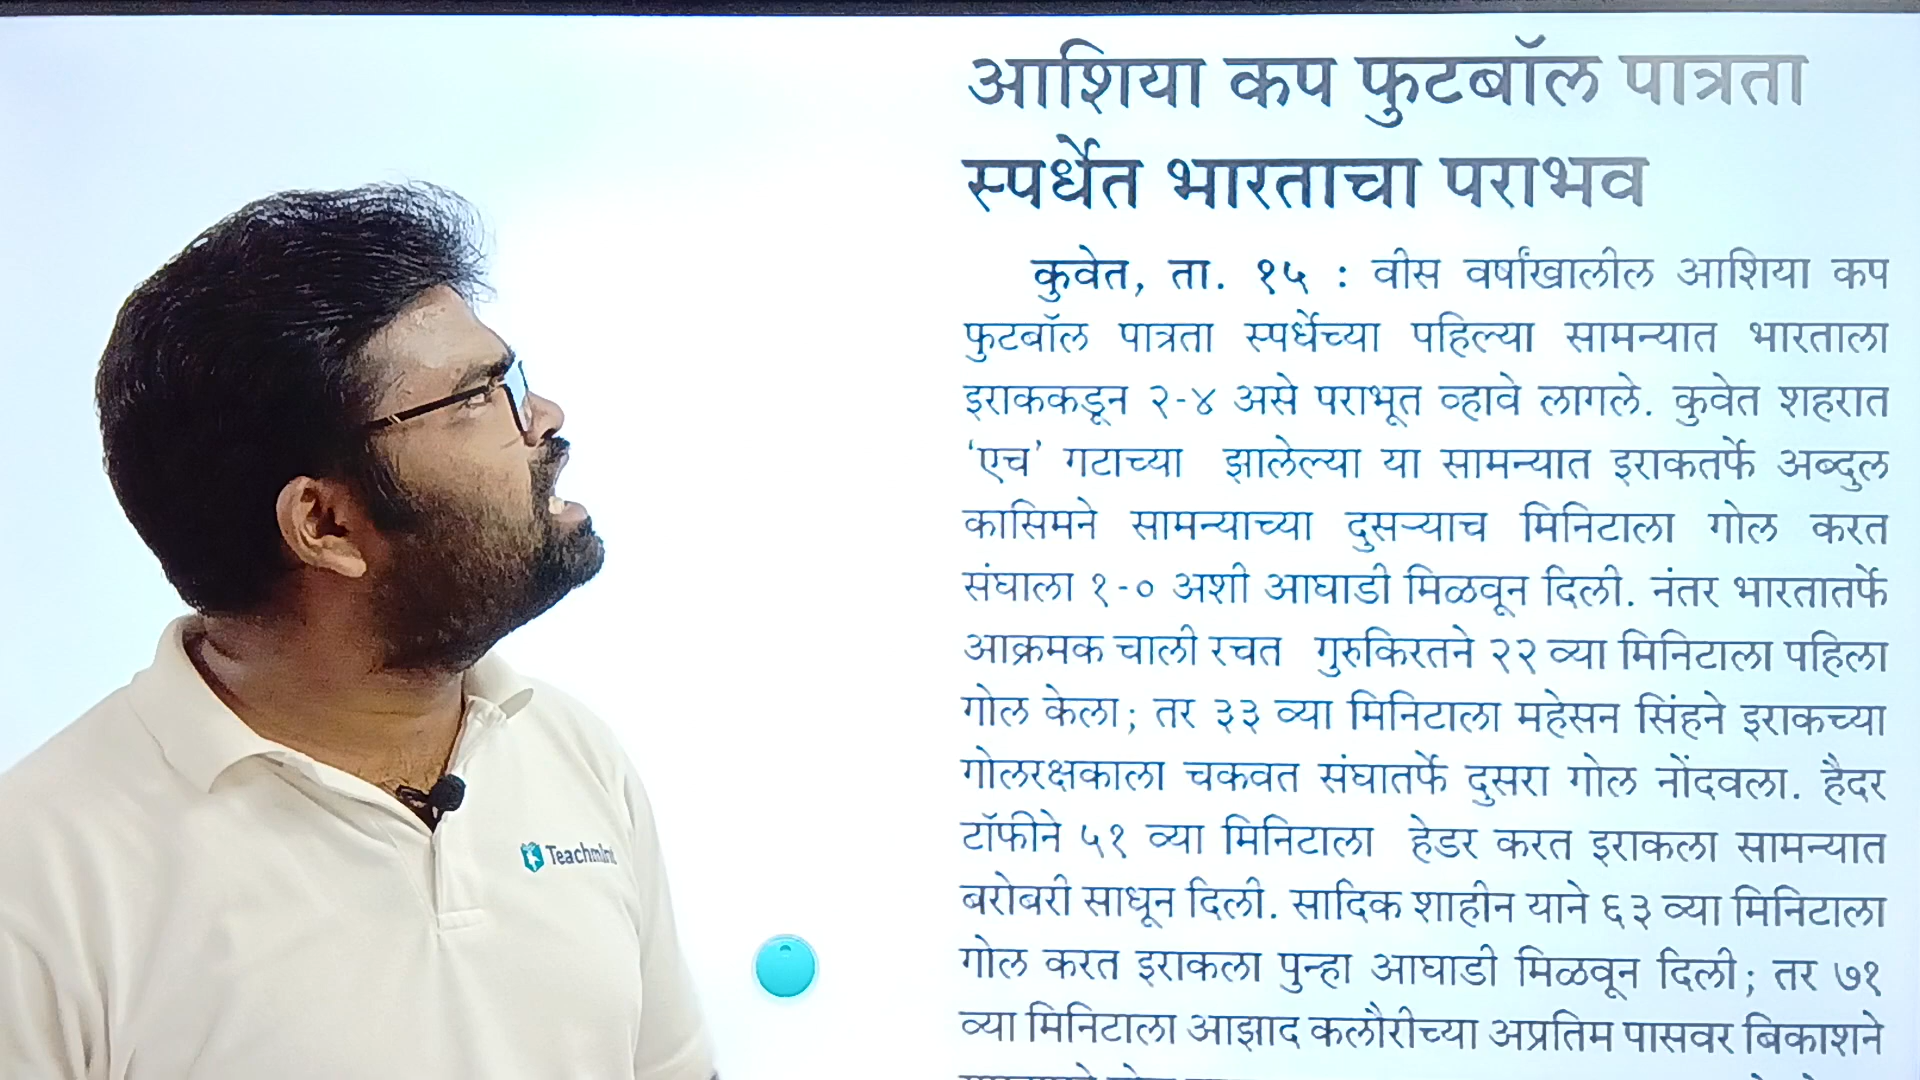 आशिया कप फुटबॉल पात्रता
स्पर्धेत भारताचा पराभव
कुवेत, ता. १५ : वीस वर्षांखालील आशिया कप
फुटबॉल पात्रता स्पर्धेच्या पहिल्या सामन्यात भारताला
इराककडून २-४ असे पराभूत व्हावे लागले. कुवेत शहरात
‘एच’ गटाच्या झालेल्या या सामन्यात इराकतर्फे अब्दुल
कासिमने सामन्याच्या दुसऱ्याच मिनिटाला गोल करत
संघाला १-० अशी आघाडी मिळवून दिली. नंतर भारतातर्फे
आक्रमक चाली रचत गुरुकिरतने २२ व्या मिनिटाला पहिला
गोल केला; तर ३३ व्या मिनिटाला महेसन सिंहने इराकच्या
गोलरक्षकाला चकवत संघातर्फे दुसरा गोल नोंदवला. हैदर
टॉफीने ५१ व्या मिनिटाला हेडर करत इराकला सामन्यात
बरोबरी साधून दिली. सादिक शाहीन याने ६३ व्या मिनिटाला
गोल करत इराकला पुन्हा आघाडी मिळवून दिली; तर ७१
व्या मिनिटाला आझाद कलौरीच्या अप्रतिम पासवर बिकाशने
Teachmint